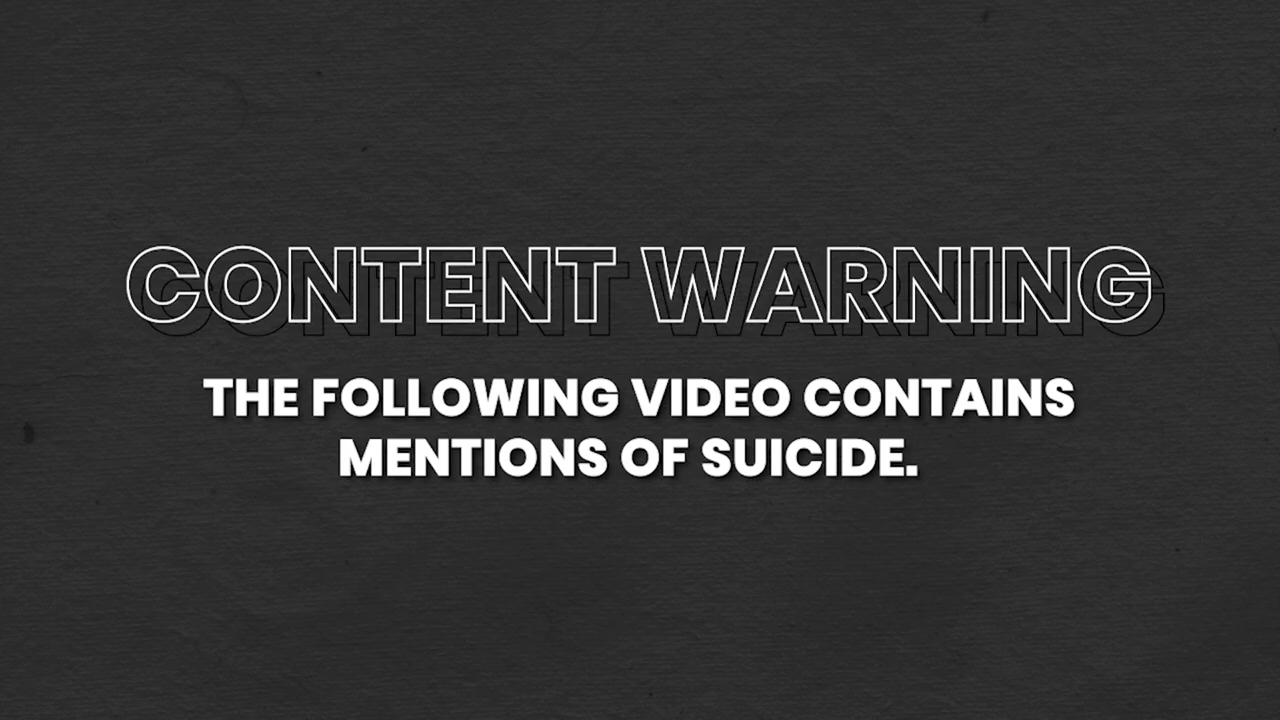 CONTENT WARNING
THE FOLLOWING VIDEO CONTAINS
MENTIONS OF SUICIDE.